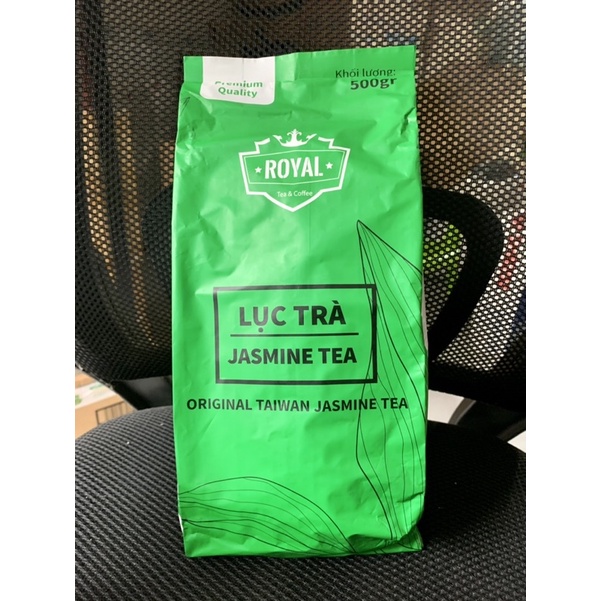 Premium
Quality
Khối lượng:
500gr
ROYAL
Tea & Coffee
LỤC TRÀ
JASMINE TEA
ORIGINAL TAIWAN JASMINE TEA